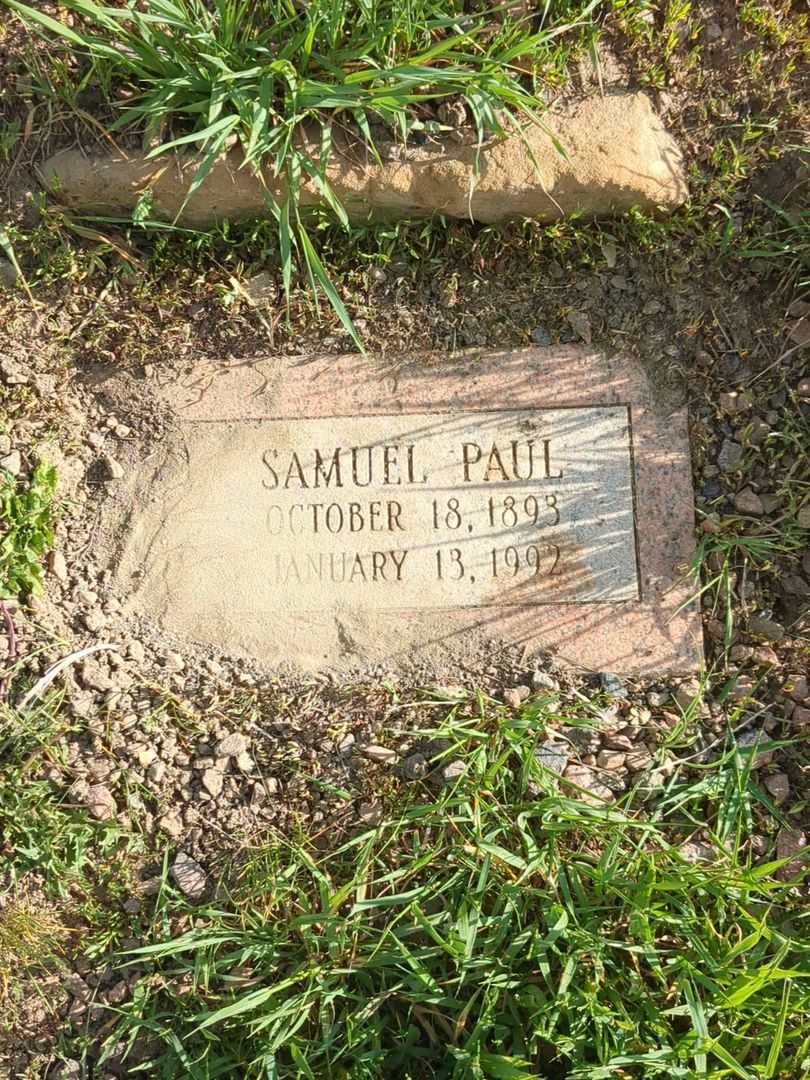 SAMUEL PAUL
OCTOBER 18, 1893
JANUARY 13, 1992